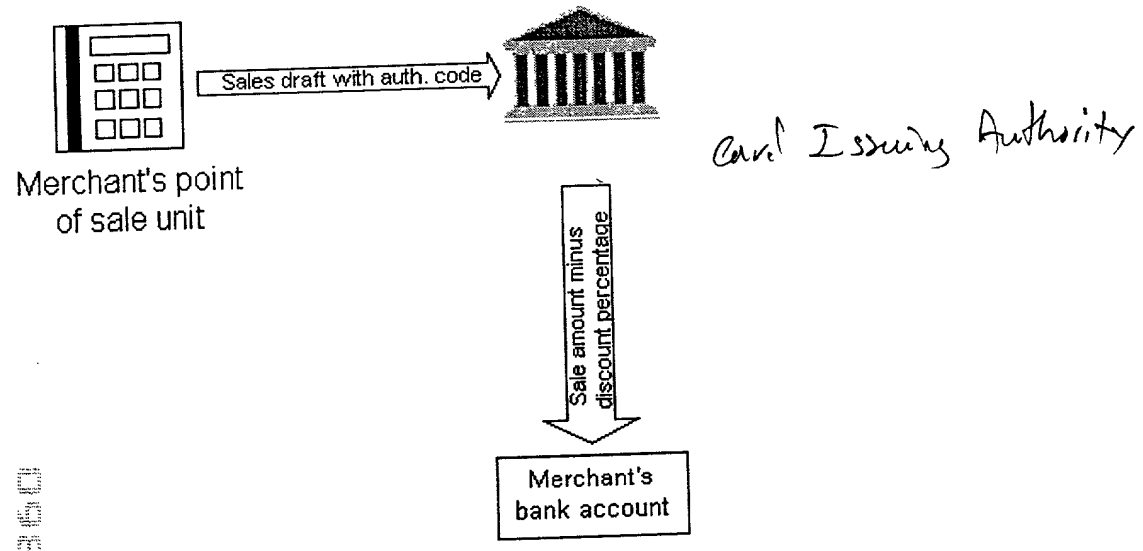 Sales draft with auth. code
Card Issuing Authority
Merchant's point
of sale unit
Sale amount minus
discount percentage
Merchant's
bank account